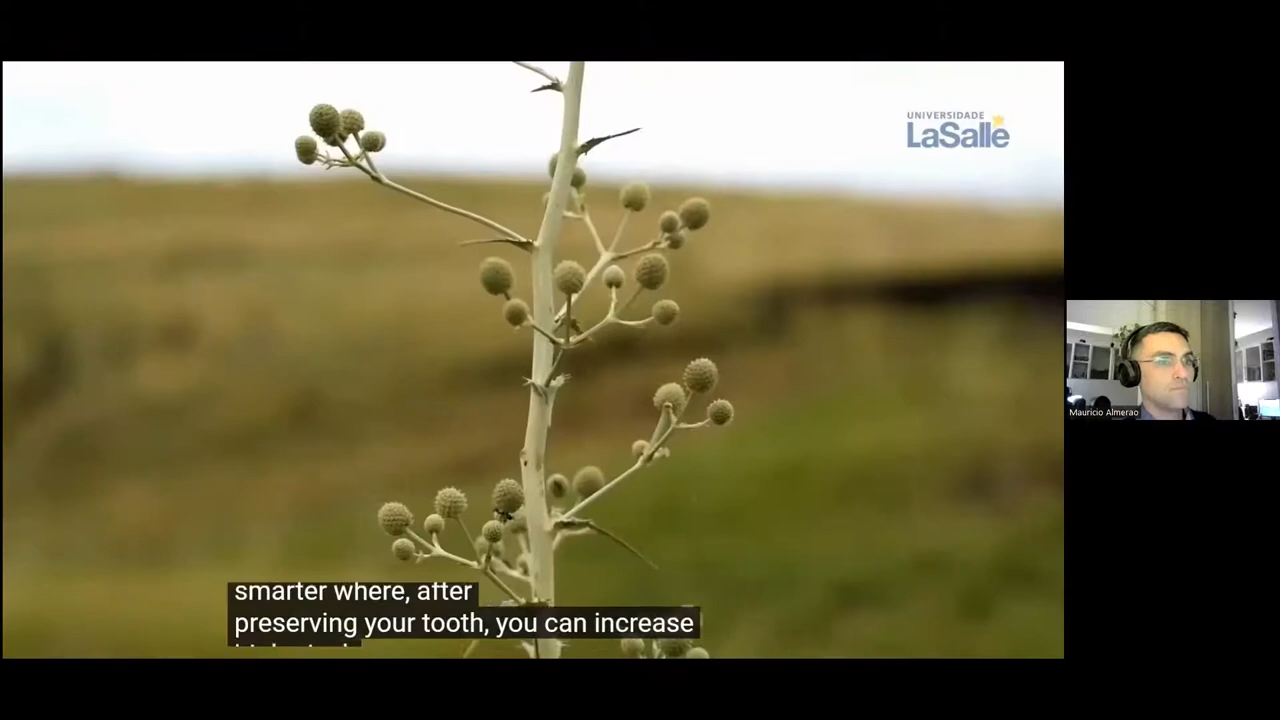 UNIVERSIDADE
LaSalle
Mauricio Almerao
smarter where, after
preserving your tooth, you can increase